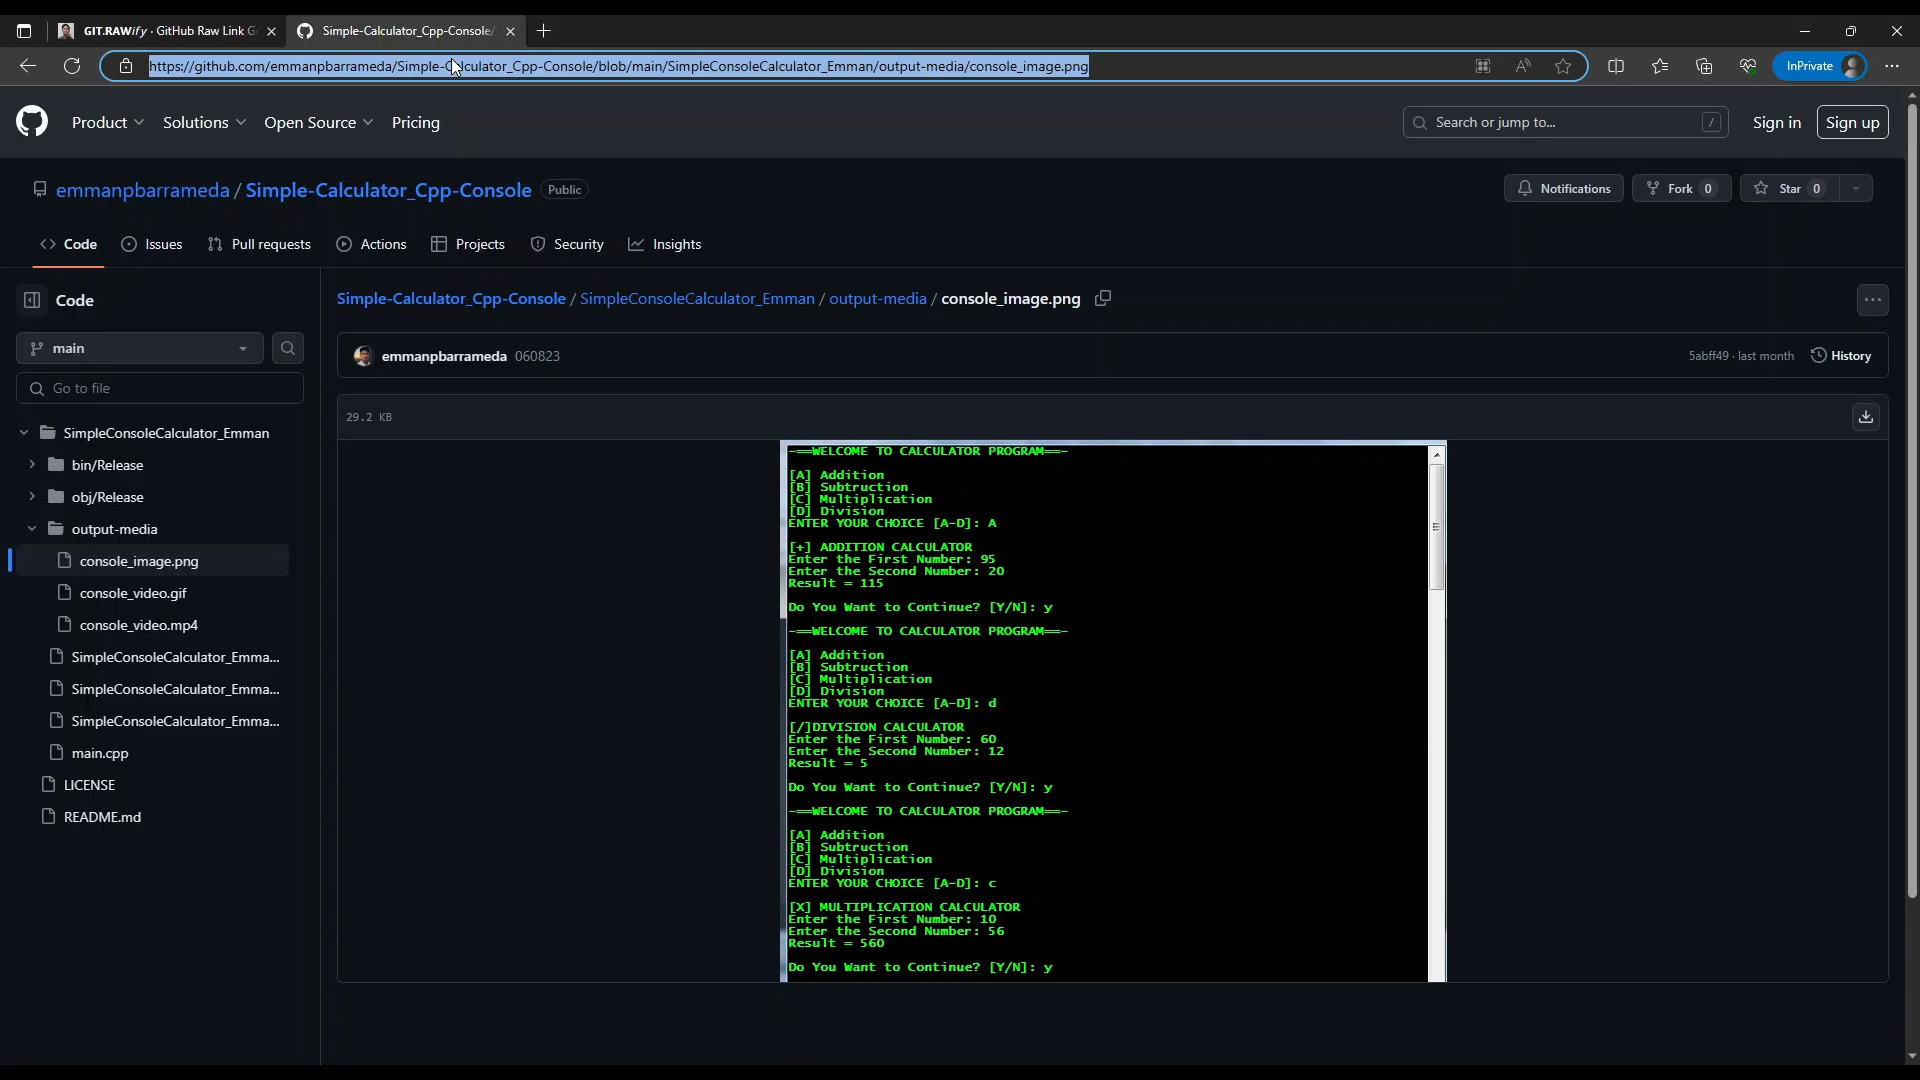 GIT.RAWify · GitHub Raw Link G
Simple-Calculator_Cpp-Console/
https://github.com/emmanpbarrameda/Simple-Calculator_Cpp-Console/blob/main/SimpleConsoleCalculator_Emman/output-media/console_image.png
InPrivate
Product
Solutions
Open Source
Pricing
Search or jump to...
/
Sign in
Sign up
emmanpbarrameda / Simple-Calculator_Cpp-Console
Public
Notifications
Fork 0
Star 0
Code
Issues
Pull requests
Actions
Projects
Security
Insights
Code
main
Go to file
SimpleConsoleCalculator_Emman
bin/Release
obj/Release
output-media
console_image.png
console_video.gif
console_video.mp4
SimpleConsoleCalculator_Emma...
SimpleConsoleCalculator_Emma...
SimpleConsoleCalculator_Emma...
main.cpp
LICENSE
README.md
Simple-Calculator_Cpp-Console / SimpleConsoleCalculator_Emman / output-media / console_image.png
emmanpbarrameda 060823
5abff49 · last month
History
29.2 KB
-==WELCOME TO CALCULATOR PROGRAM==-
[A] Addition
[B] Subtruction
[C] Multiplication
[D] Division
ENTER YOUR CHOICE [A-D]: A
[+] ADDITION CALCULATOR
Enter the First Number: 95
Enter the Second Number: 20
Result = 115
Do You Want to Continue? [Y/N]: y
-==WELCOME TO CALCULATOR PROGRAM==-
[A] Addition
[B] Subtruction
[C] Multiplication
[D] Division
ENTER YOUR CHOICE [A-D]: d
[/]DIVISION CALCULATOR
Enter the First Number: 60
Enter the Second Number: 12
Result = 5
Do You Want to Continue? [Y/N]: y
-==WELCOME TO CALCULATOR PROGRAM==-
[A] Addition
[B] Subtruction
[C] Multiplication
[D] Division
ENTER YOUR CHOICE [A-D]: c
[X] MULTIPLICATION CALCULATOR
Enter the First Number: 10
Enter the Second Number: 56
Result = 560
Do You Want to Continue? [Y/N]: y